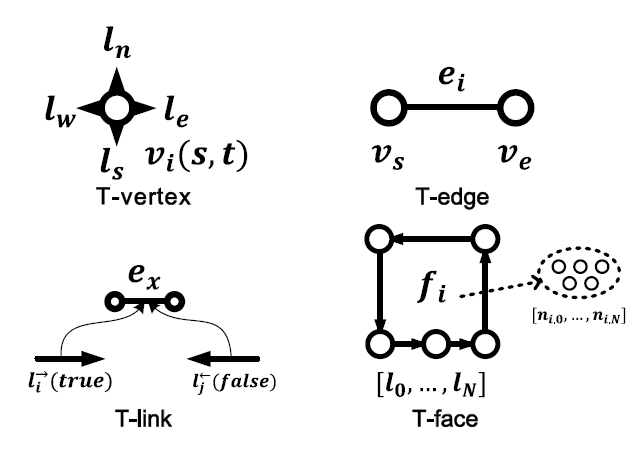 l_n
l_w l_e
l_s v_i(s, t)
T-vertex
e_i
v_s v_e
T-edge
e_x
l_i^→(true) l_j^←(false)
T-link
f_i
[n_{i,0}, ..., n_{i.N}]
[l_0, ..., l_N]
T-face